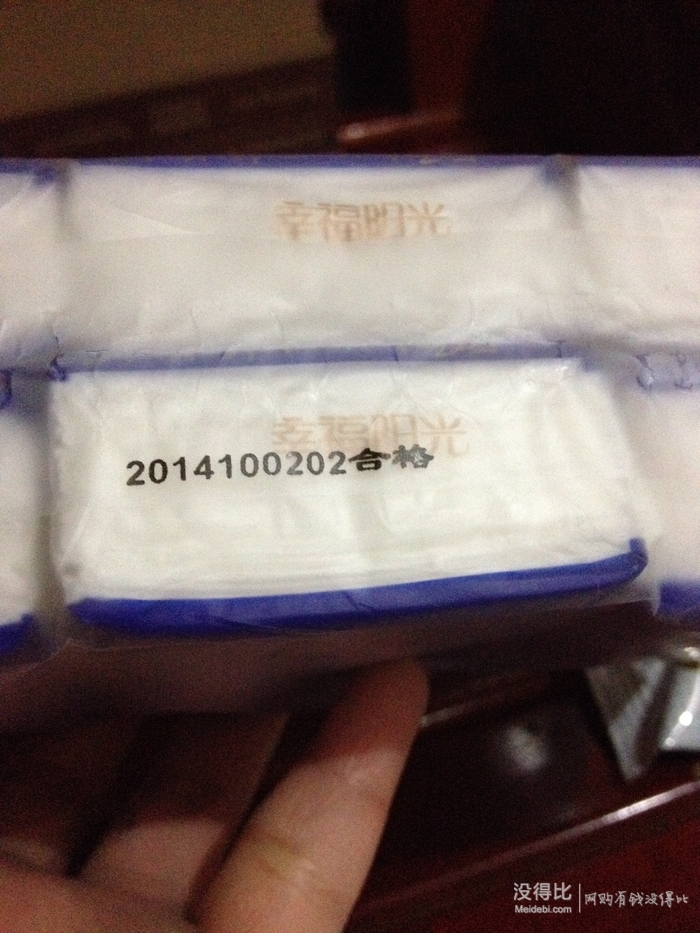 幸福阳光
幸福阳光
2014100202合格
没得比
Meidebi.com
网购有钱没得比